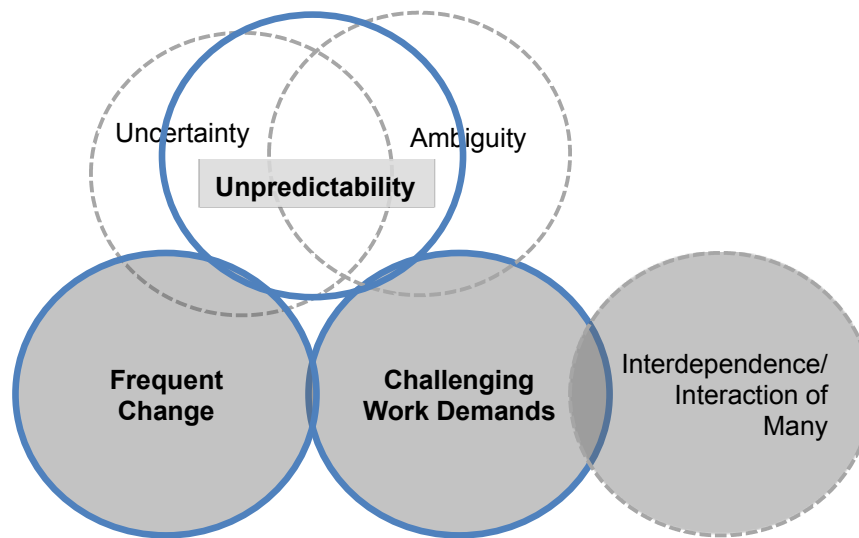 Uncertainty
Ambiguity
Unpredictability
Frequent
Change
Challenging
Work Demands
Interdependence/
Interaction of
Many